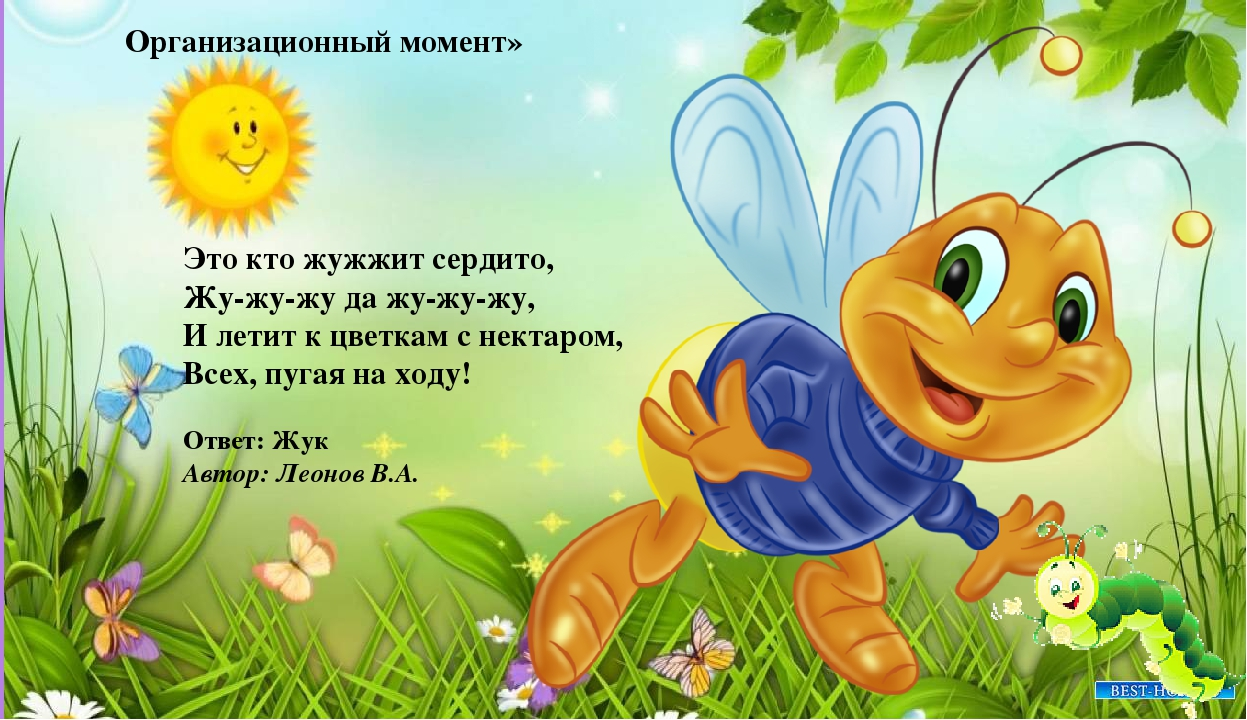 Организационный момент»
Это кто жужжит сердито,
Жу-жу-жу да жу-жу-жу,
И летит к цветкам с нектаром,
Всех, пугая на ходу!
Ответ: Жук
Автор: Леонов В.А.